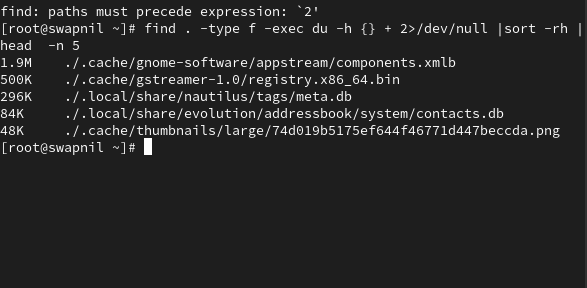 find: paths must precede expression: `2'
[root@swapnil ~]# find . -type f -exec du -h {} + 2>/dev/null |sort -rh |
head  -n 5
1.9M    ./.cache/gnome-software/appstream/components.xmlb
500K    ./.cache/gstreamer-1.0/registry.x86_64.bin
296K    ./.local/share/nautilus/tags/meta.db
84K     ./.local/share/evolution/addressbook/system/contacts.db
48K     ./.cache/thumbnails/large/74d019b5175ef644f46771d447beccda.png
[root@swapnil ~]#